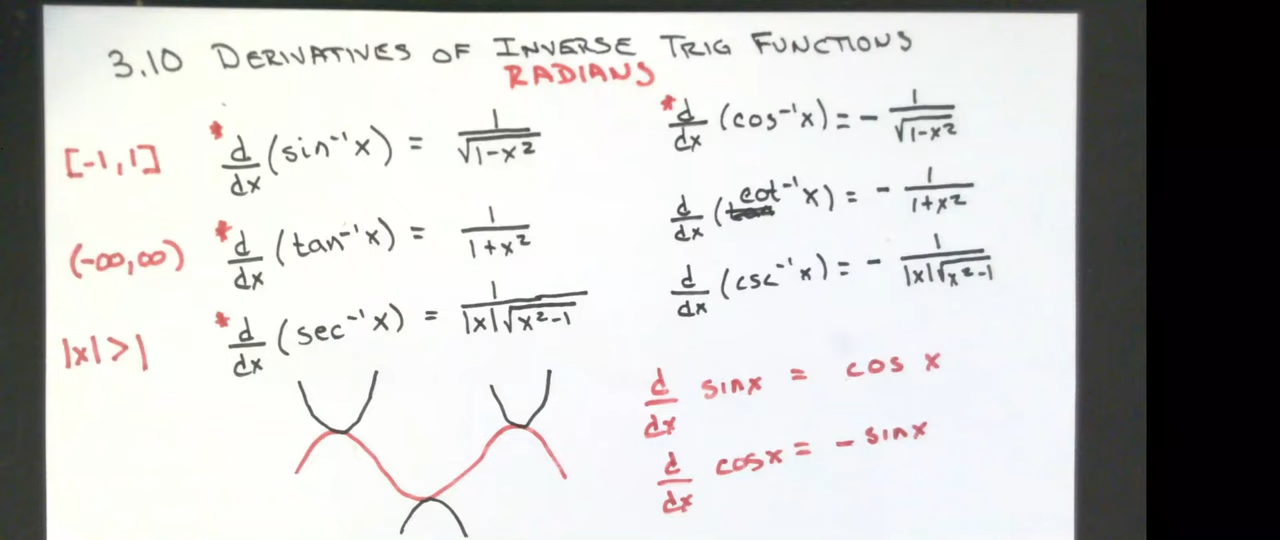 3.10 DERIVATIVES OF INVERSE TRIG FUNCTIONS
RADIANS
[-1,1] * d/dx (sin⁻¹x) = 1/√(1-x²)
* d/dx (cos⁻¹x) = - 1/√(1-x²)
(-∞,∞) * d/dx (tan⁻¹x) = 1/(1+x²)
d/dx (cot⁻¹x) = - 1/(1+x²)
|x|>1 * d/dx (sec⁻¹x) = 1/(|x|√(x²-1))
d/dx (csc⁻¹x) = - 1/(|x|√(x²-1))
d/dx sinx = cos x
d/dx cosx = - sinx